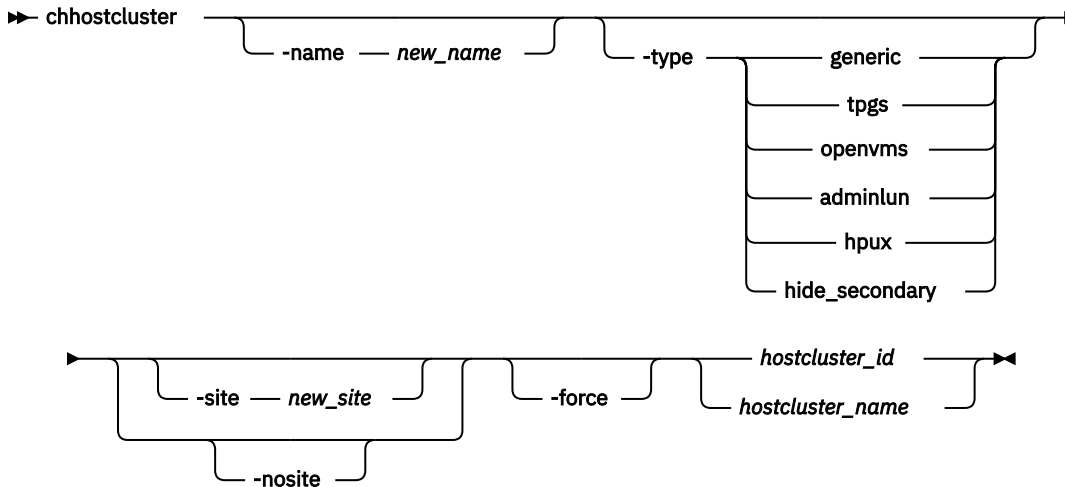 chhostcluster
-name new_name
-type generic
tpgs
openvms
adminlun
hpux
hide_secondary
hostcluster_id
-site new_site -force
hostcluster_name
-nosite